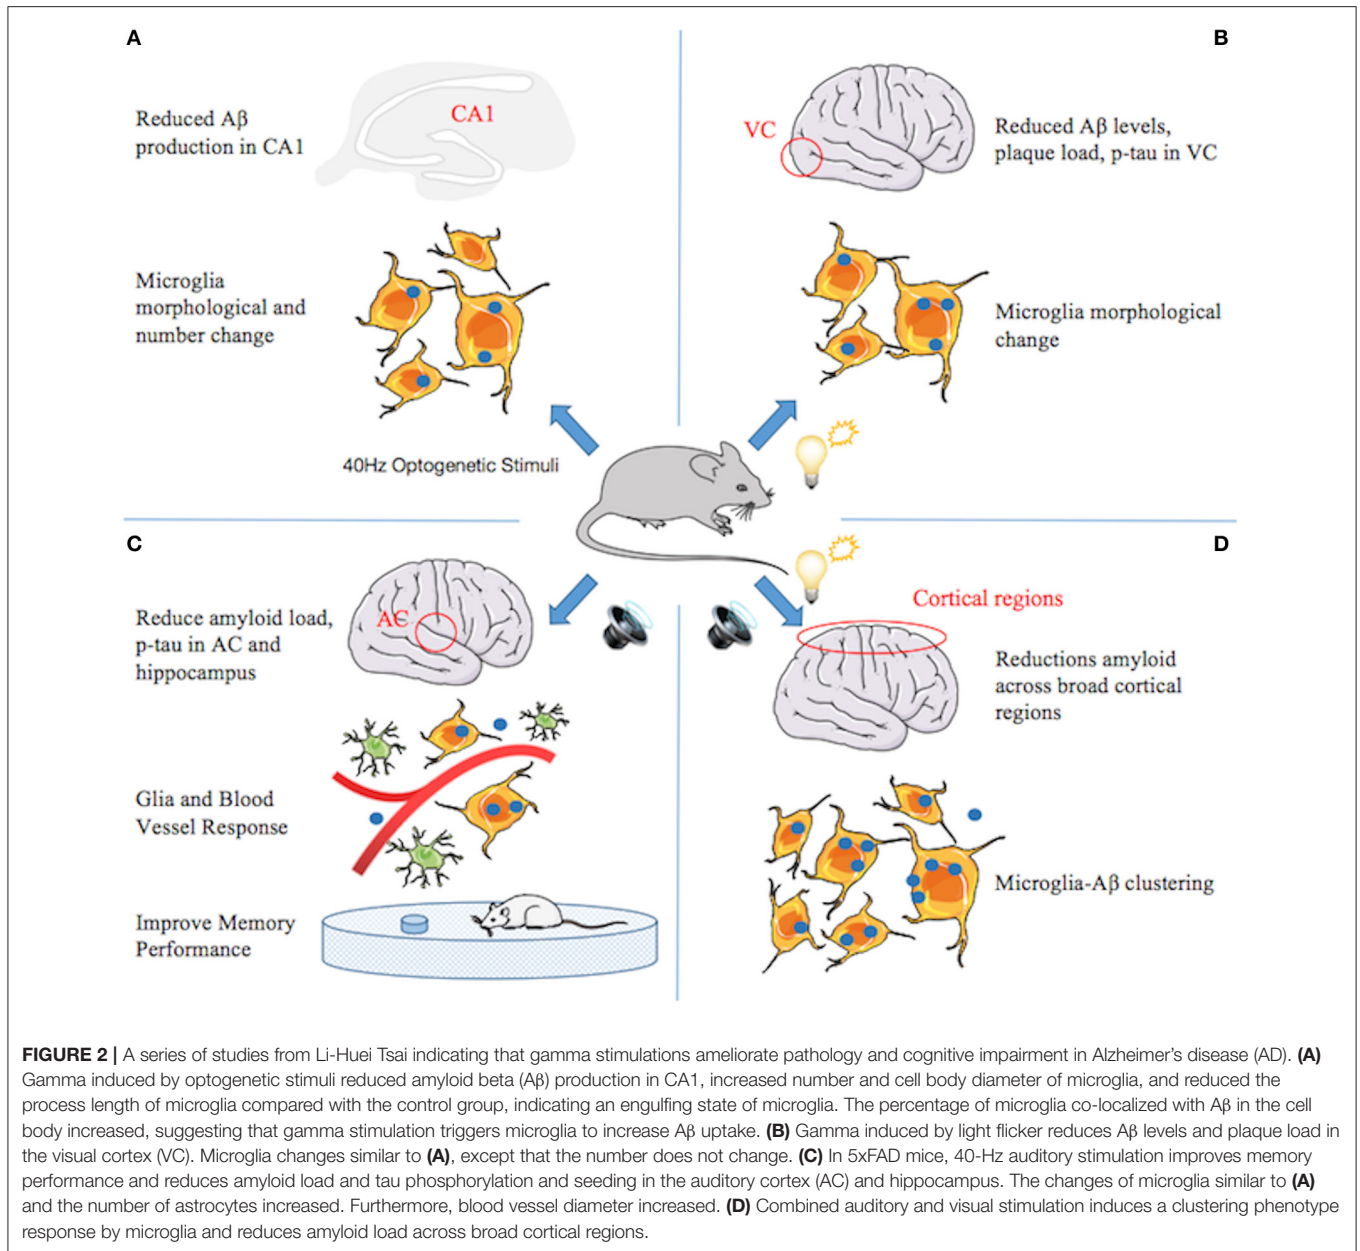 A
B
Reduced Aβ
production in CA1
CA1
VC
Reduced Aβ levels,
plaque load, p-tau in VC
Microglia
morphological and
number change
Microglia morphological
change
40Hz Optogenetic Stimuli
C
D
Reduce amyloid load,
p-tau in AC and
hippocampus
AC
Cortical regions
Reductions amyloid
across broad cortical
regions
Glia and Blood
Vessel Response
Microglia-Aβ clustering
Improve Memory
Performance
FIGURE 2 | A series of studies from Li-Huei Tsai indicating that gamma stimulations ameliorate pathology and cognitive impairment in Alzheimer's disease (AD). (A)
Gamma induced by optogenetic stimuli reduced amyloid beta (Aβ) production in CA1, increased number and cell body diameter of microglia, and reduced the
process length of microglia compared with the control group, indicating an engulfing state of microglia. The percentage of microglia co-localized with Aβ in the cell
body increased, suggesting that gamma stimulation triggers microglia to increase Aβ uptake. (B) Gamma induced by light flicker reduces Aβ levels and plaque load in
the visual cortex (VC). Microglia changes similar to (A), except that the number does not change. (C) In 5xFAD mice, 40-Hz auditory stimulation improves memory
performance and reduces amyloid load and tau phosphorylation and seeding in the auditory cortex (AC) and hippocampus. The changes of microglia similar to (A)
and the number of astrocytes increased. Furthermore, blood vessel diameter increased. (D) Combined auditory and visual stimulation induces a clustering phenotype
response by microglia and reduces amyloid load across broad cortical regions.